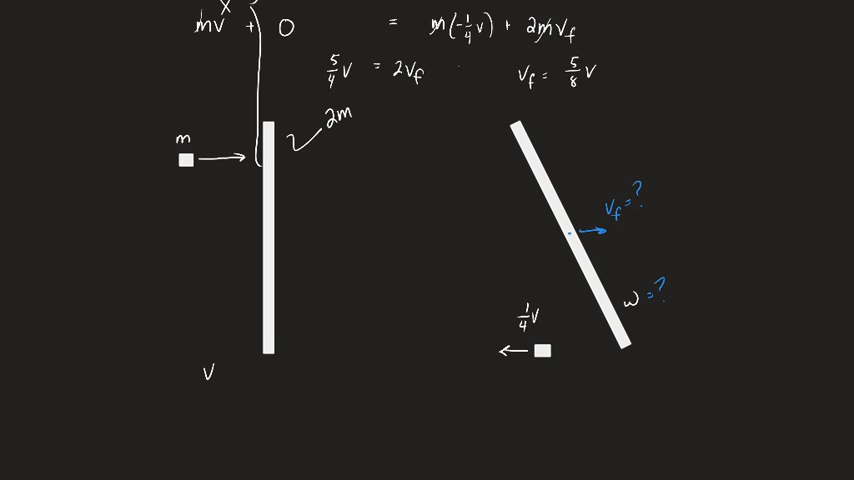 mv + 0 = m(-1/4 v) + 2mv_f
5/4 v = 2v_f v_f = 5/8 v
2m
m
v_f = ?
ω = ?
1/4 v
v